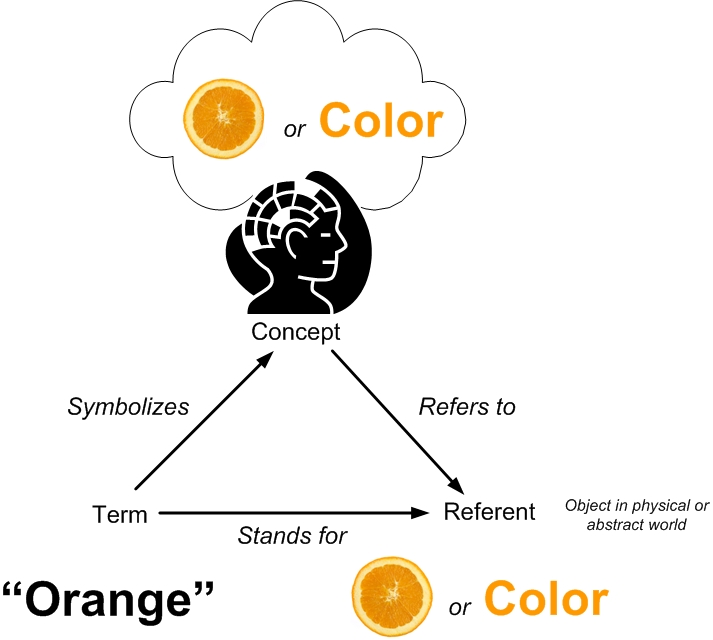 or Color
Concept
Symbolizes
Refers to
Term
Referent
Object in physical or
abstract world
Stands for
“Orange”
or Color